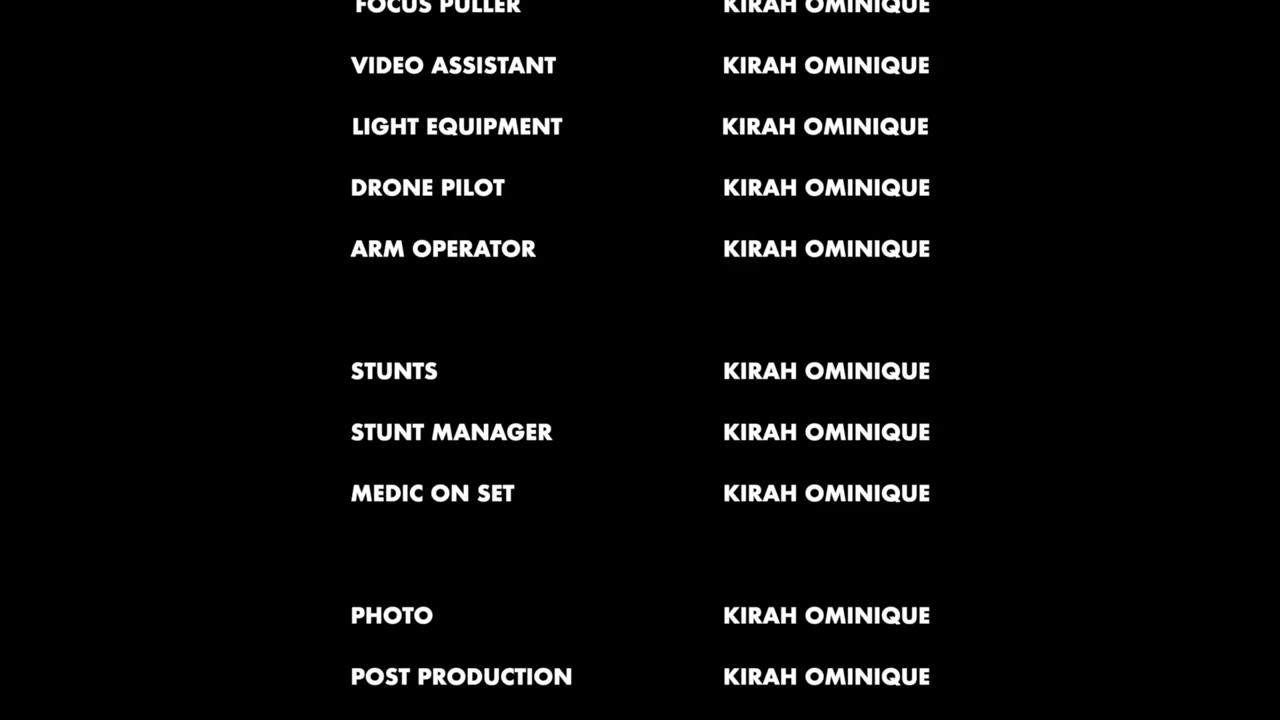 FOCUS PULLER KIRAH OMINIQUE
VIDEO ASSISTANT KIRAH OMINIQUE
LIGHT EQUIPMENT KIRAH OMINIQUE
DRONE PILOT KIRAH OMINIQUE
ARM OPERATOR KIRAH OMINIQUE
STUNTS KIRAH OMINIQUE
STUNT MANAGER KIRAH OMINIQUE
MEDIC ON SET KIRAH OMINIQUE
PHOTO KIRAH OMINIQUE
POST PRODUCTION KIRAH OMINIQUE